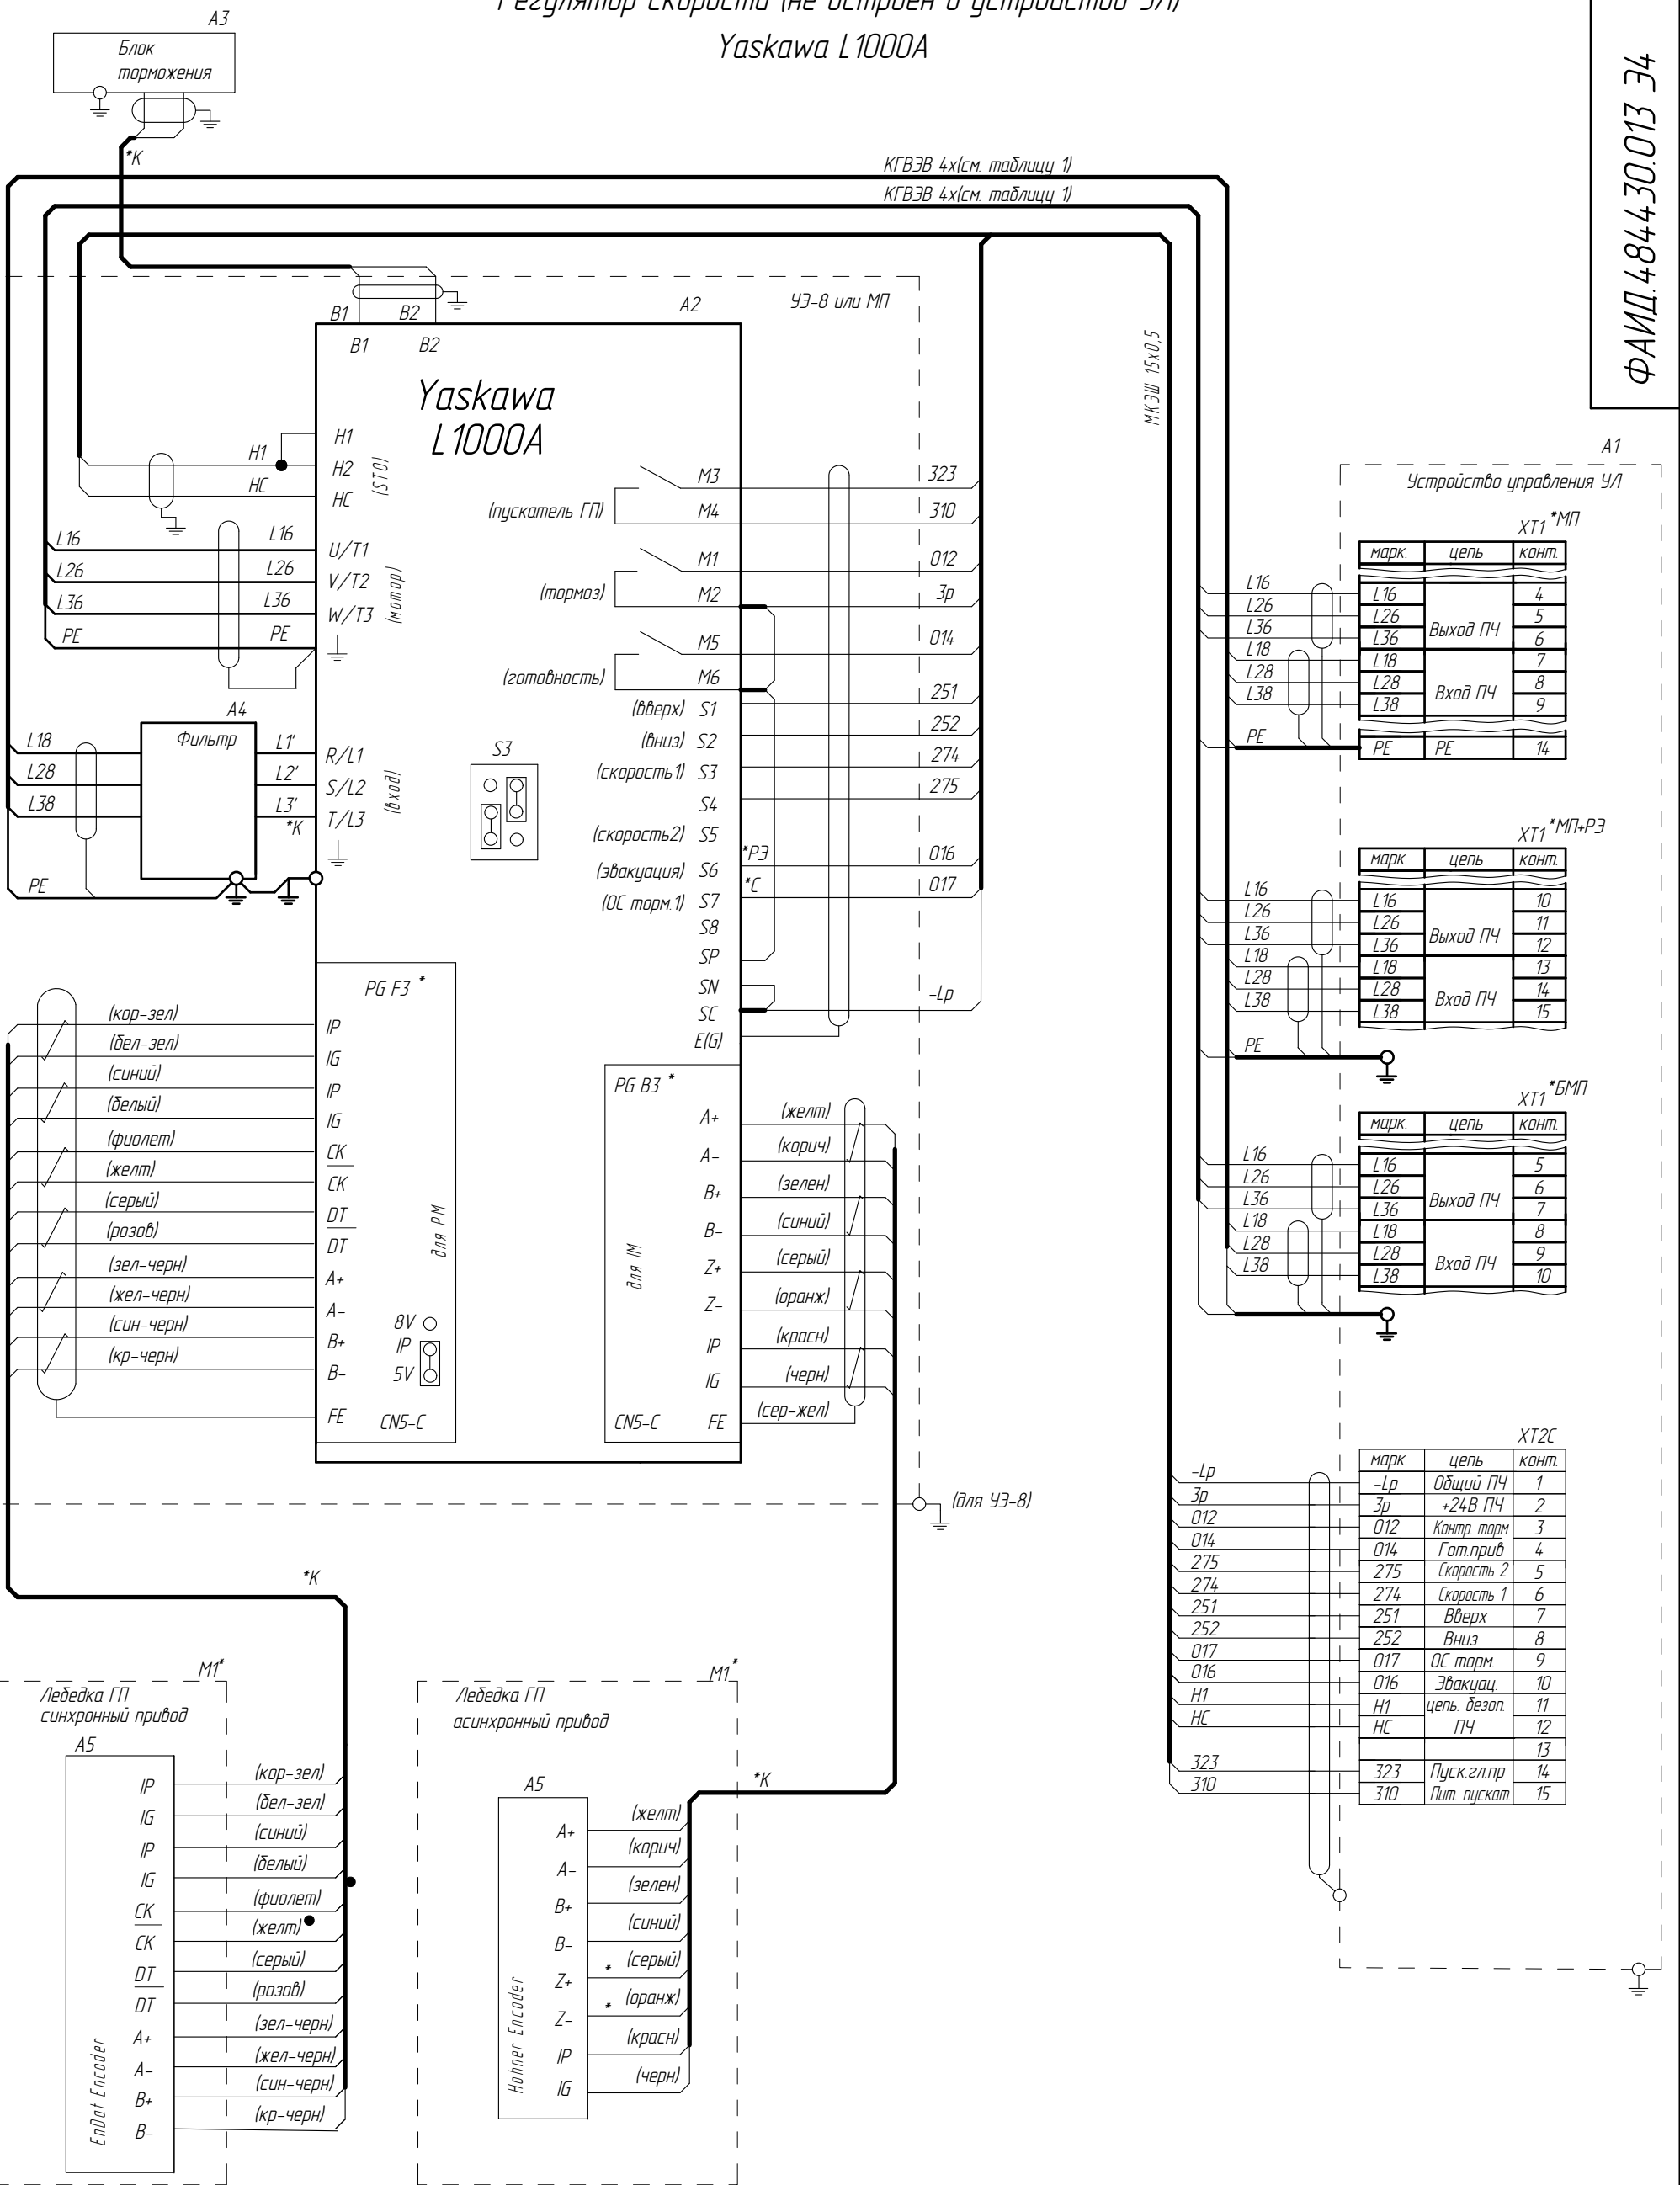 Регулятор скорости (не встроен в устройство УЛ)
Yaskawa L1000A
ФАИД.484430.013 Э4
A3
Блок
торможения
*К
КГВЭВ 4х(см. таблицу 1)
КГВЭВ 4х(см. таблицу 1)
МКЭШ 15х0,5
УЭ-8 или МП
A2
B1 B2
B1 B2
Yaskawa
L1000A
H1
H1
H2
HC
HC
(STO)
L16 L16 U/T1
L26 L26 V/T2
L36 L36 W/T3
PE PE
(мотор)
A4
Фильтр
L18 L1' R/L1
L28 L2' S/L2
L38 L3' T/L3
*К
(вход)
PE
S3
M3 323
(пускатель ГП) M4 310
M1 012
(тормоз) M2 3р
M5 014
(готовность) M6
(вверх) S1 251
(вниз) S2 252
(скорость1) S3 274
S4 275
(скорость2) S5
(эвакуация) S6 *РЭ 016
(ОС торм.1) S7 *С 017
S8
SP
SN
SC -Lр
E(G)
PG F3 *
(кор-зел) IP
(бел-зел) IG
(синий) IP
(белый) IG
(фиолет) CK
(желт) CK
(серый) DT
(розов) DT
(зел-черн) A+
(жел-черн) A-
(син-черн) B+
(кр-черн) B-
FE
для PM
8V
IP
5V
CN5-C
PG B3 *
A+ (желт)
A- (корич)
B+ (зелен)
B- (синий)
Z+ (серый)
Z- (оранж)
IP (красн)
IG (черн)
FE (сер-жел)
для IM
CN5-C
(для УЭ-8)
A1
Устройство управления УЛ
XT1 *МП
марк. цепь конт.
L16 L16 4
L26 L26 Выход ПЧ 5
L36 L36 6
L18 L18 7
L28 L28 Вход ПЧ 8
L38 L38 9
PE PE PE 14
XT1 *МП+РЭ
марк. цепь конт.
L16 L16 10
L26 L26 Выход ПЧ 11
L36 L36 12
L18 L18 13
L28 L28 Вход ПЧ 14
L38 L38 15
PE
XT1 *БМП
марк. цепь конт.
L16 L16 5
L26 L26 Выход ПЧ 6
L36 L36 7
L18 L18 8
L28 L28 Вход ПЧ 9
L38 L38 10
XT2C
марк. цепь конт.
-Lр -Lр Общий ПЧ 1
3р 3р +24В ПЧ 2
012 012 Контр. торм 3
014 014 Гот.прив 4
275 275 Скорость 2 5
274 274 Скорость 1 6
251 251 Вверх 7
252 252 Вниз 8
017 017 ОС торм. 9
016 016 Эвакуац. 10
H1 H1 цепь. безоп. 11
HC HC ПЧ 12
13
323 323 Пуск.гл.пр 14
310 310 Пит. пускат. 15
*К
M1*
Лебедка ГП
синхронный привод
A5
IP (кор-зел)
IG (бел-зел)
IP (синий)
IG (белый)
CK (фиолет)
CK (желт)
DT (серый)
DT (розов)
A+ (зел-черн)
A- (жел-черн)
B+ (син-черн)
B- (кр-черн)
EnDat Encoder
M1*
Лебедка ГП
асинхронный привод
*К
A5
A+ (желт)
A- (корич)
B+ (зелен)
B- (синий)
Z+ * (серый)
Z- * (оранж)
IP (красн)
IG (черн)
Hohner Encoder